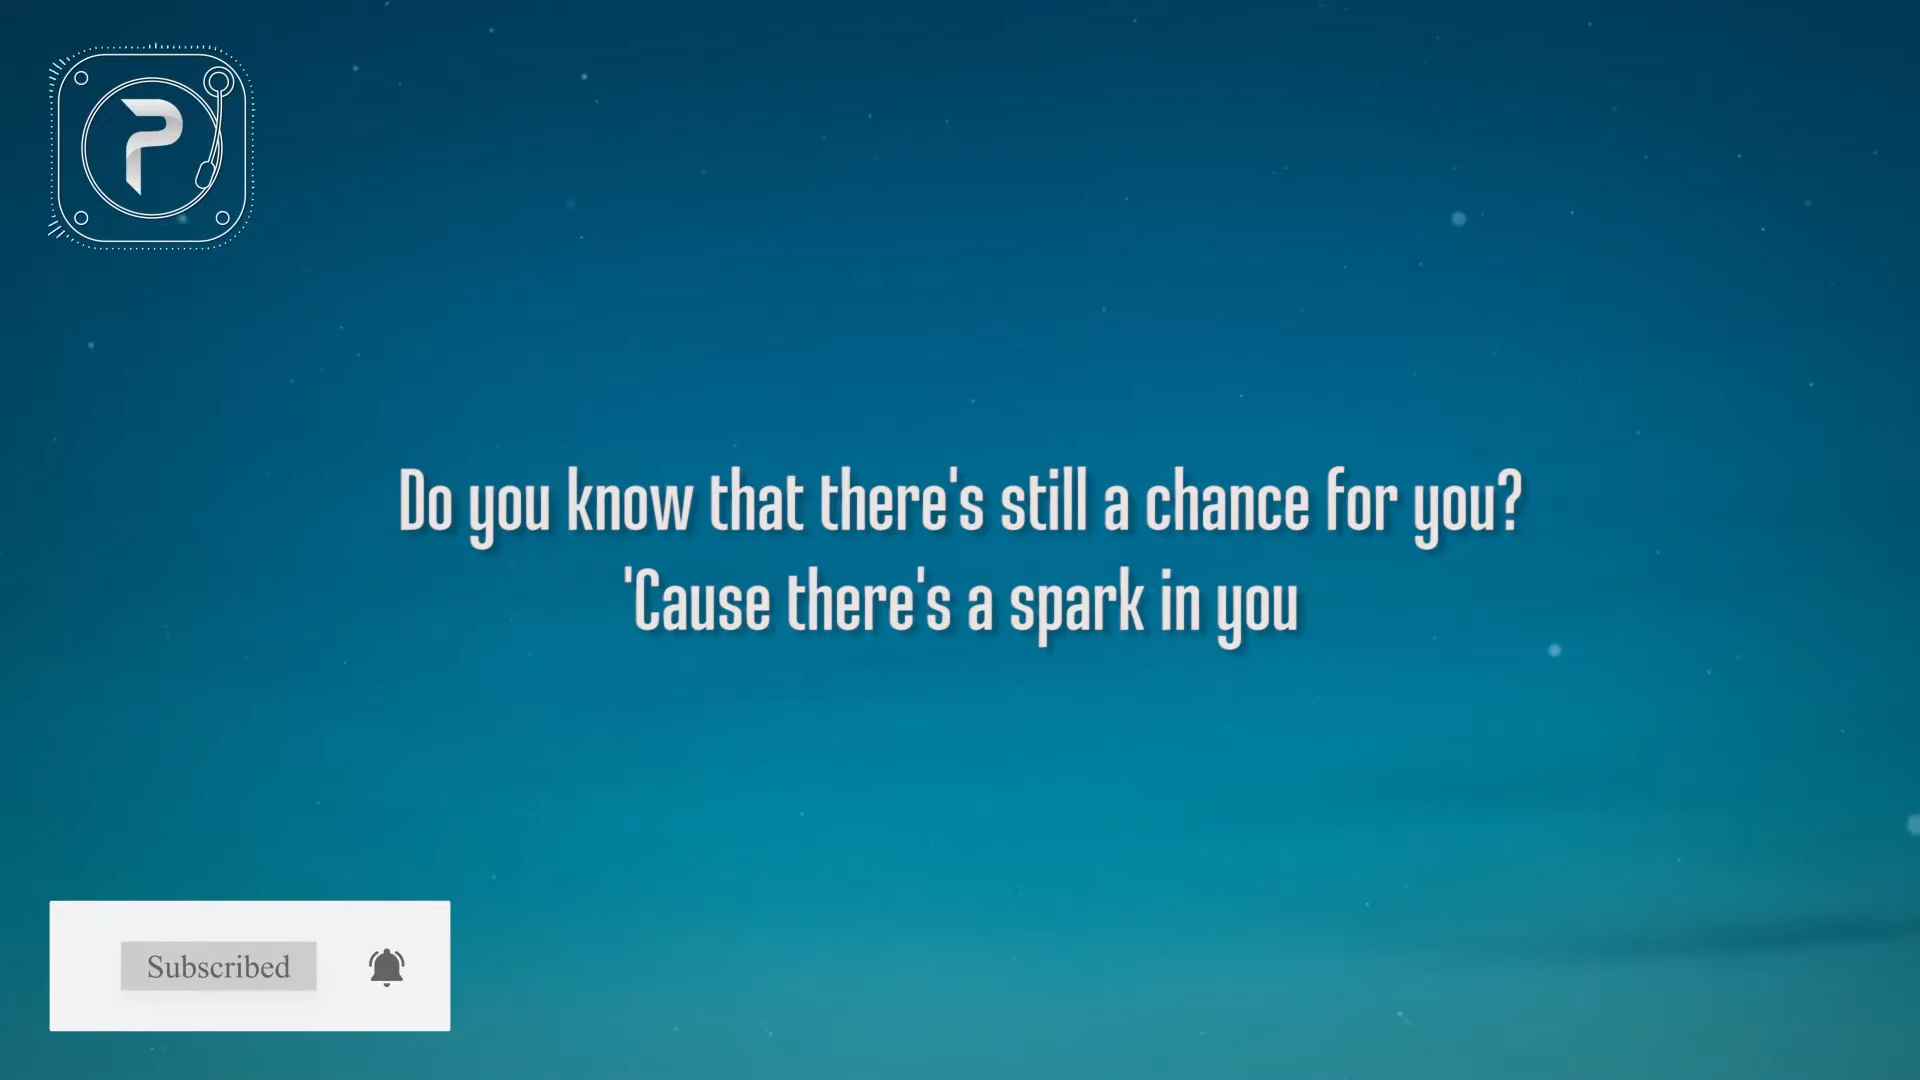 P
Do you know that there's still a chance for you?
'Cause there's a spark in you
Subscribed